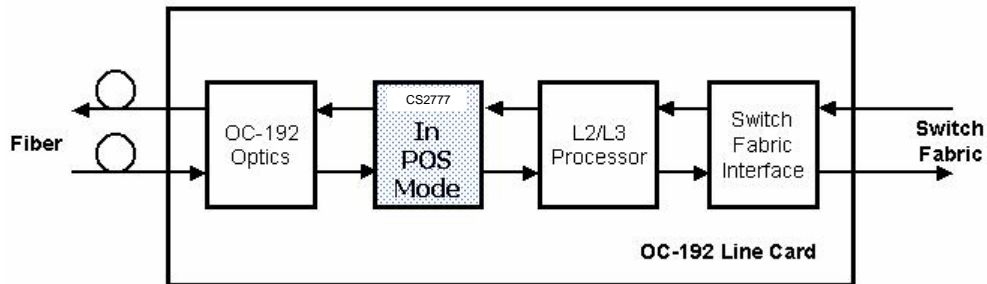 Fiber
OC-192
Optics
CS2777
In
POS
Mode
L2/L3
Processor
Switch
Fabric
Interface
Switch
Fabric
OC-192 Line Card